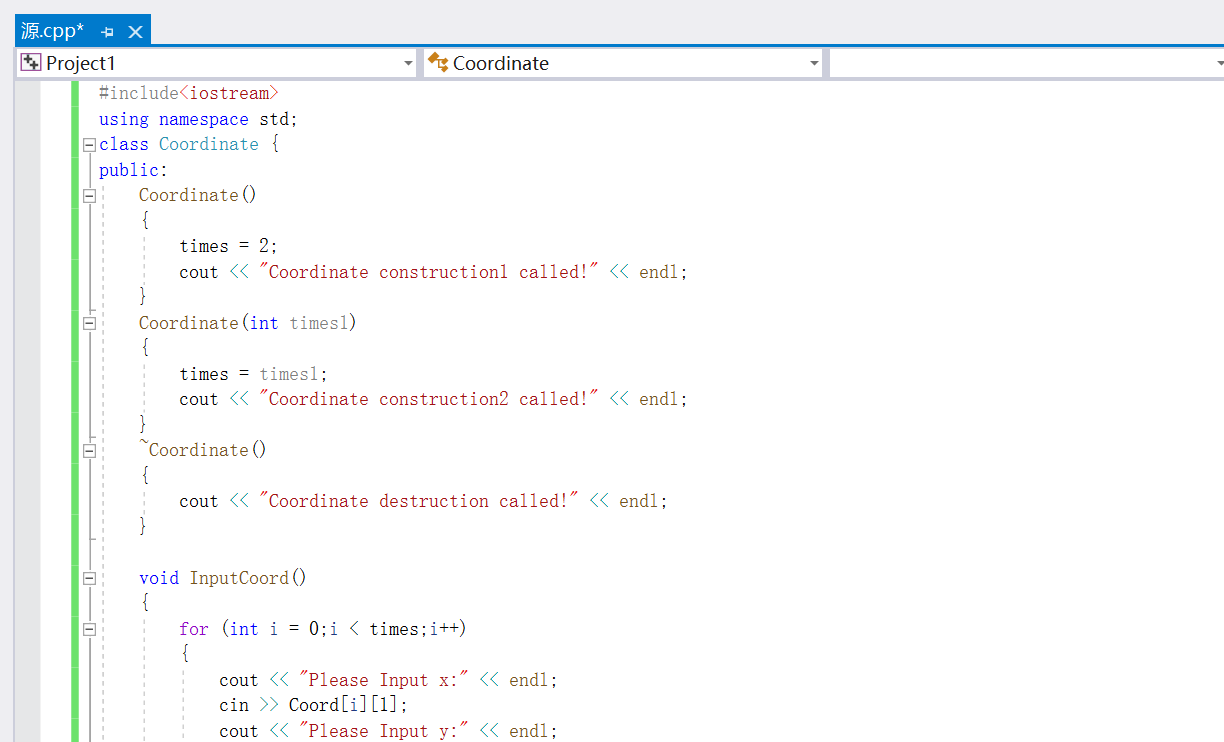 源.cpp*
Project1 Coordinate
#include<iostream>
using namespace std;
class Coordinate {
public:
    Coordinate()
    {
        times = 2;
        cout << "Coordinate construction1 called!" << endl;
    }
    Coordinate(int times1)
    {
        times = times1;
        cout << "Coordinate construction2 called!" << endl;
    }
    ~Coordinate()
    {
        cout << "Coordinate destruction called!" << endl;
    }
    void InputCoord()
    {
        for (int i = 0;i < times;i++)
        {
            cout << "Please Input x:" << endl;
            cin >> Coord[i][1];
            cout << "Please Input y:" << endl;